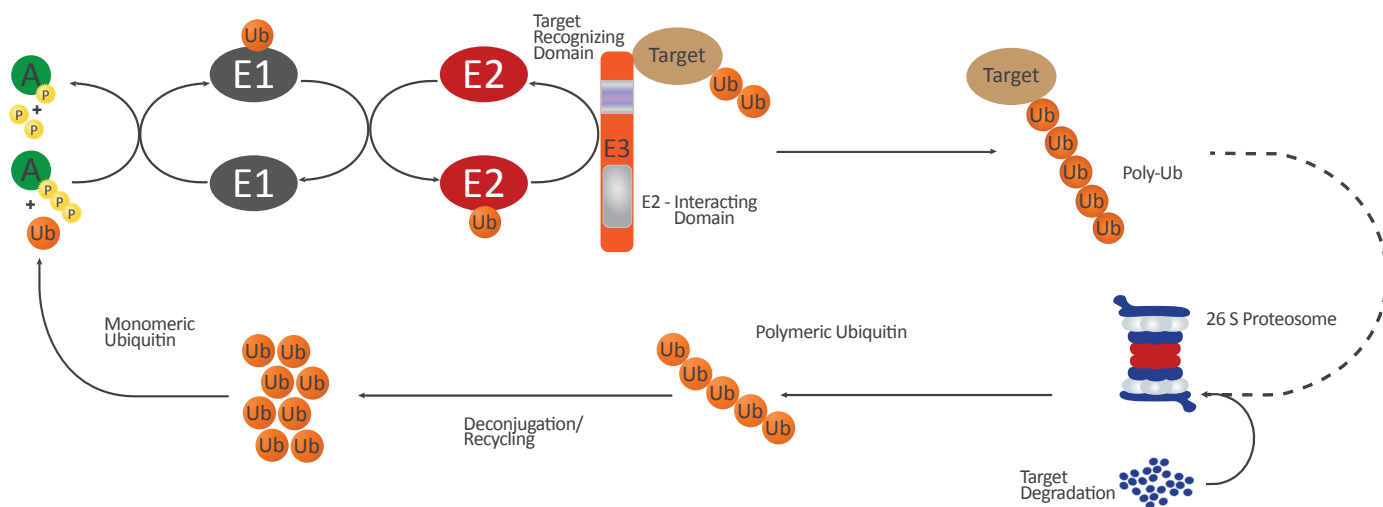 Ub
E1
E2
Target
Recognizing
Domain
Target
Ub
Ub
A
P
+
P
P
E3
E2 - Interacting
Domain
A
P
P
P
+
Ub
E1
E2
Ub
Target
Ub
Ub
Ub
Ub
Ub
Poly-Ub
26 S Proteosome
Monomeric
Ubiquitin
Ub Ub
Ub Ub
Ub Ub
Ub Ub
Deconjugation/
Recycling
Polymeric Ubiquitin
Ub
Ub
Ub
Ub
Ub
Target
Degradation